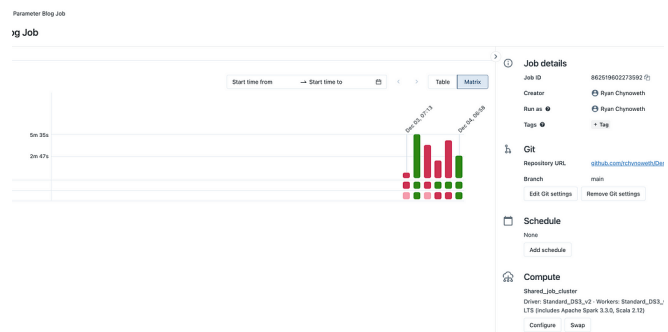 Parameter Blog Job
og Job
Start time from → Start time to
Table Matrix
Dec 03, 07:13
Dec 04, 06:58
5m 35s
2m 47s
Job details
Job ID 862519602273592
Creator Ryan Chynoweth
Run as Ryan Chynoweth
Tags + Tag
Git
Repository URL github.com/rchynoweth/De
Branch main
Edit Git settings Remove Git settings
Schedule
None
Add schedule
Compute
Shared_job_cluster
Driver: Standard_DS3_v2 · Workers: Standard_DS3_
LTS (includes Apache Spark 3.3.0, Scala 2.12)
Configure Swap